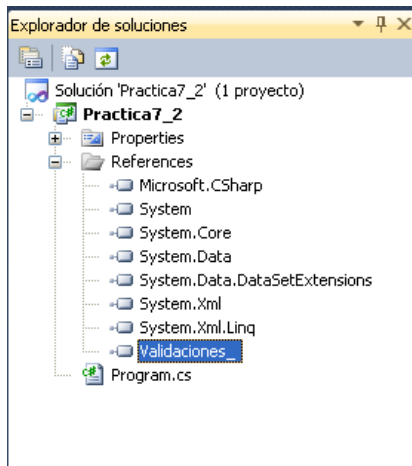 Explorador de soluciones
Solución 'Practica7_2' (1 proyecto)
Practica7_2
Properties
References
Microsoft.CSharp
System
System.Core
System.Data
System.Data.DataSetExtensions
System.Xml
System.Xml.Linq
Validaciones_
Program.cs